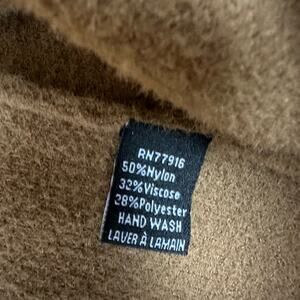 RN77916
50%Nylon
32%Viscose
28%Polyester
HAND WASH
LAVER À LAMAIN